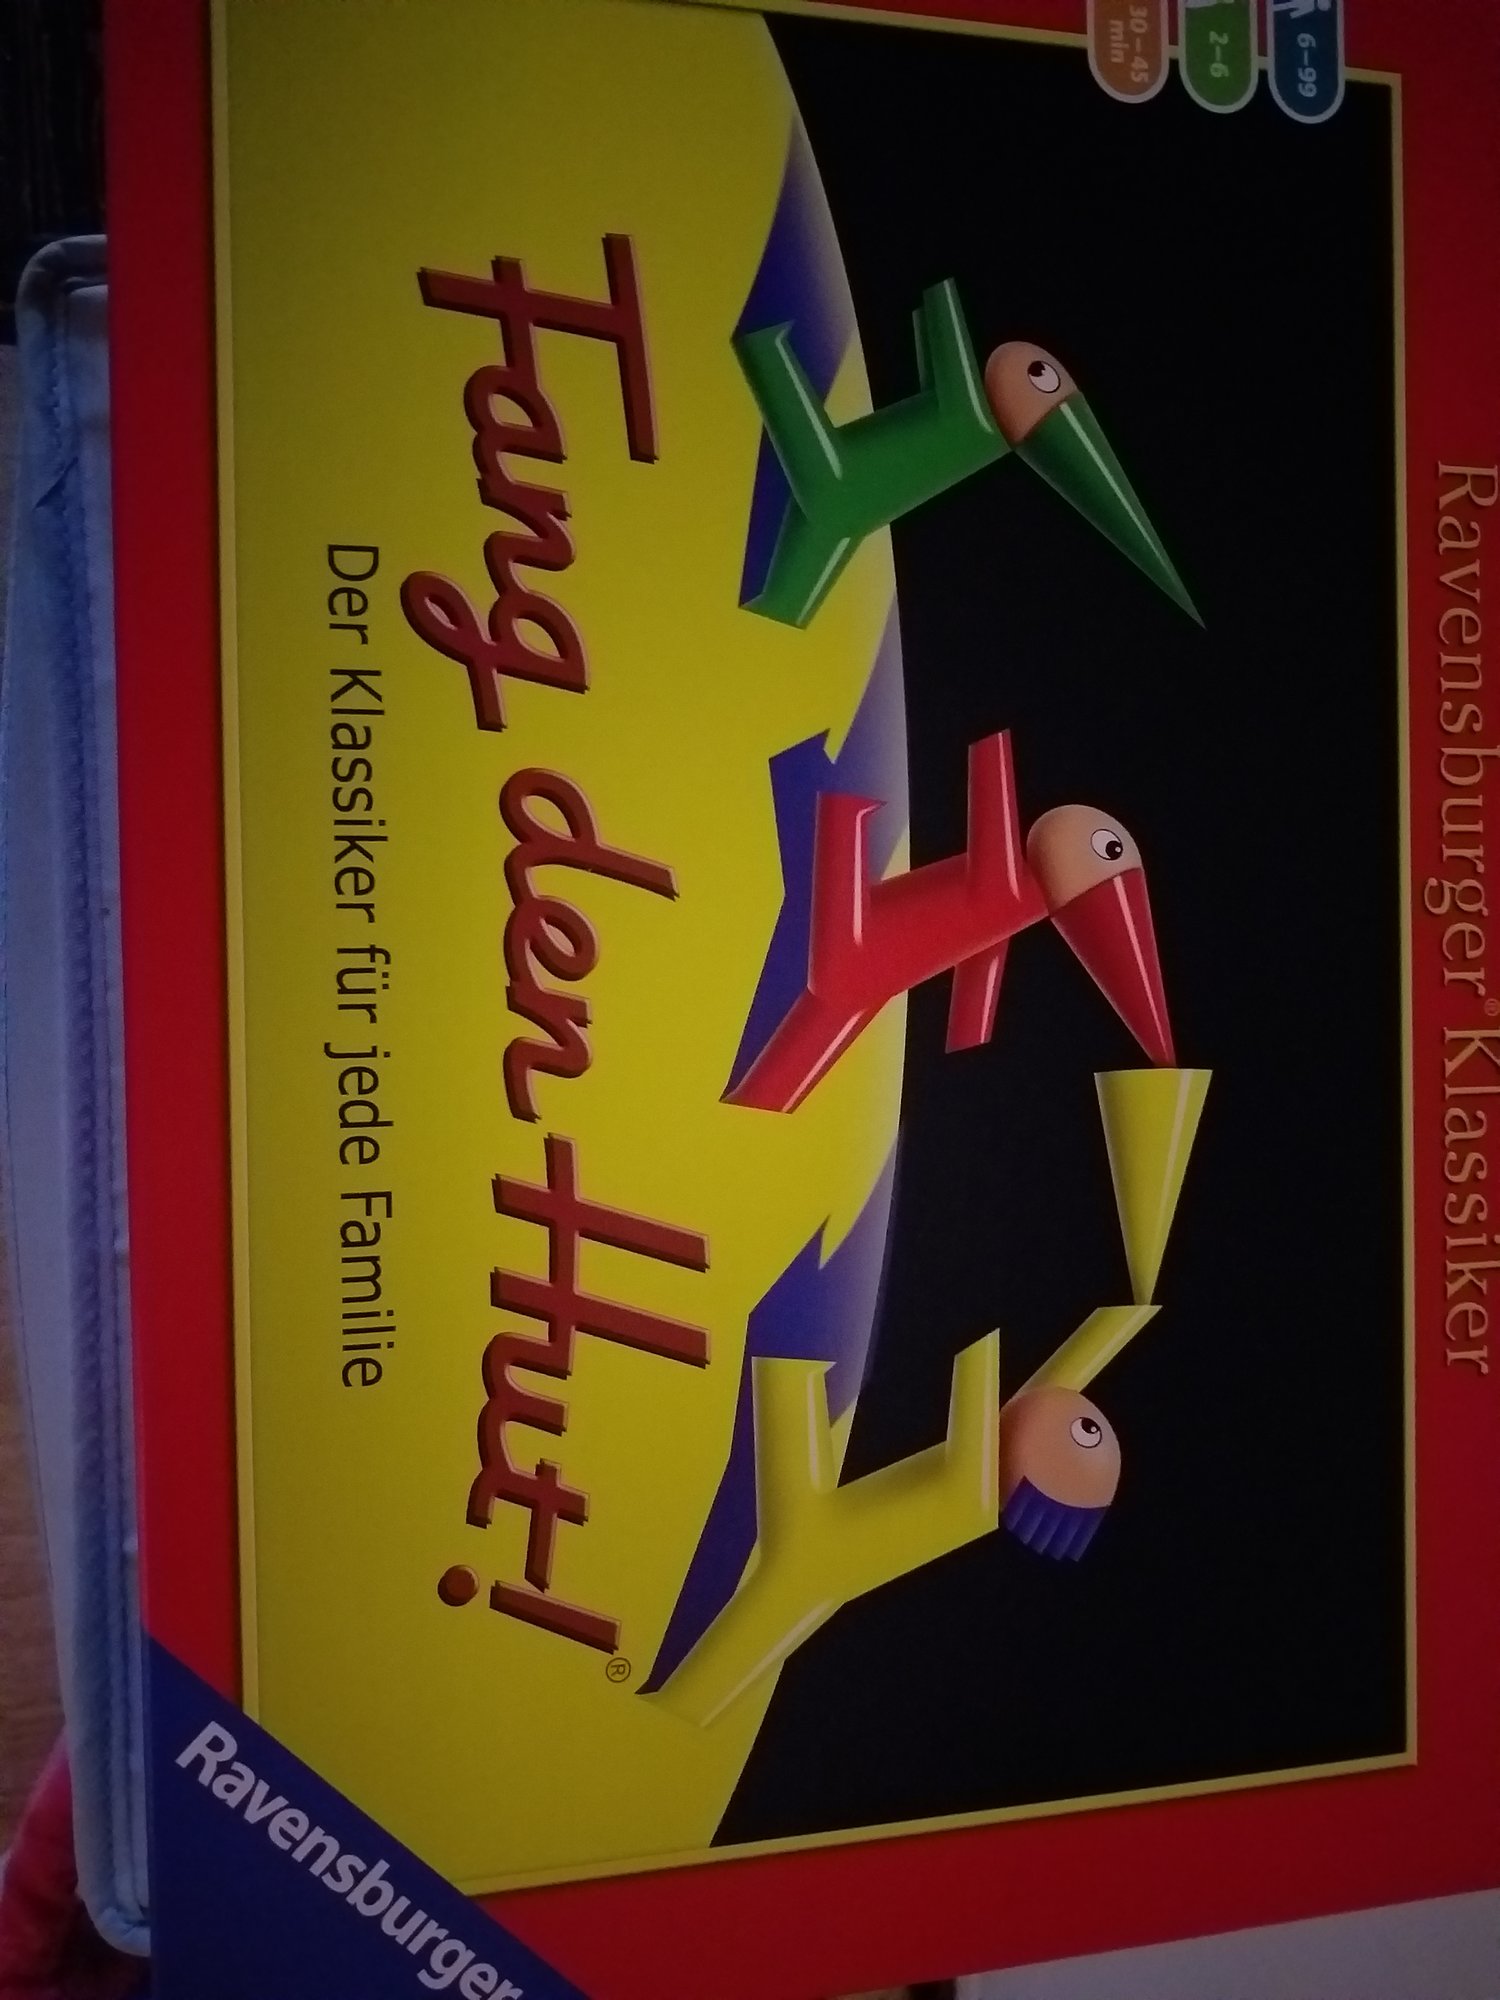 Ravensburger® Klassiker
6–99
2–6
30–45
min
Fang den Hut!®
Der Klassiker für jede Familie
Ravensburger